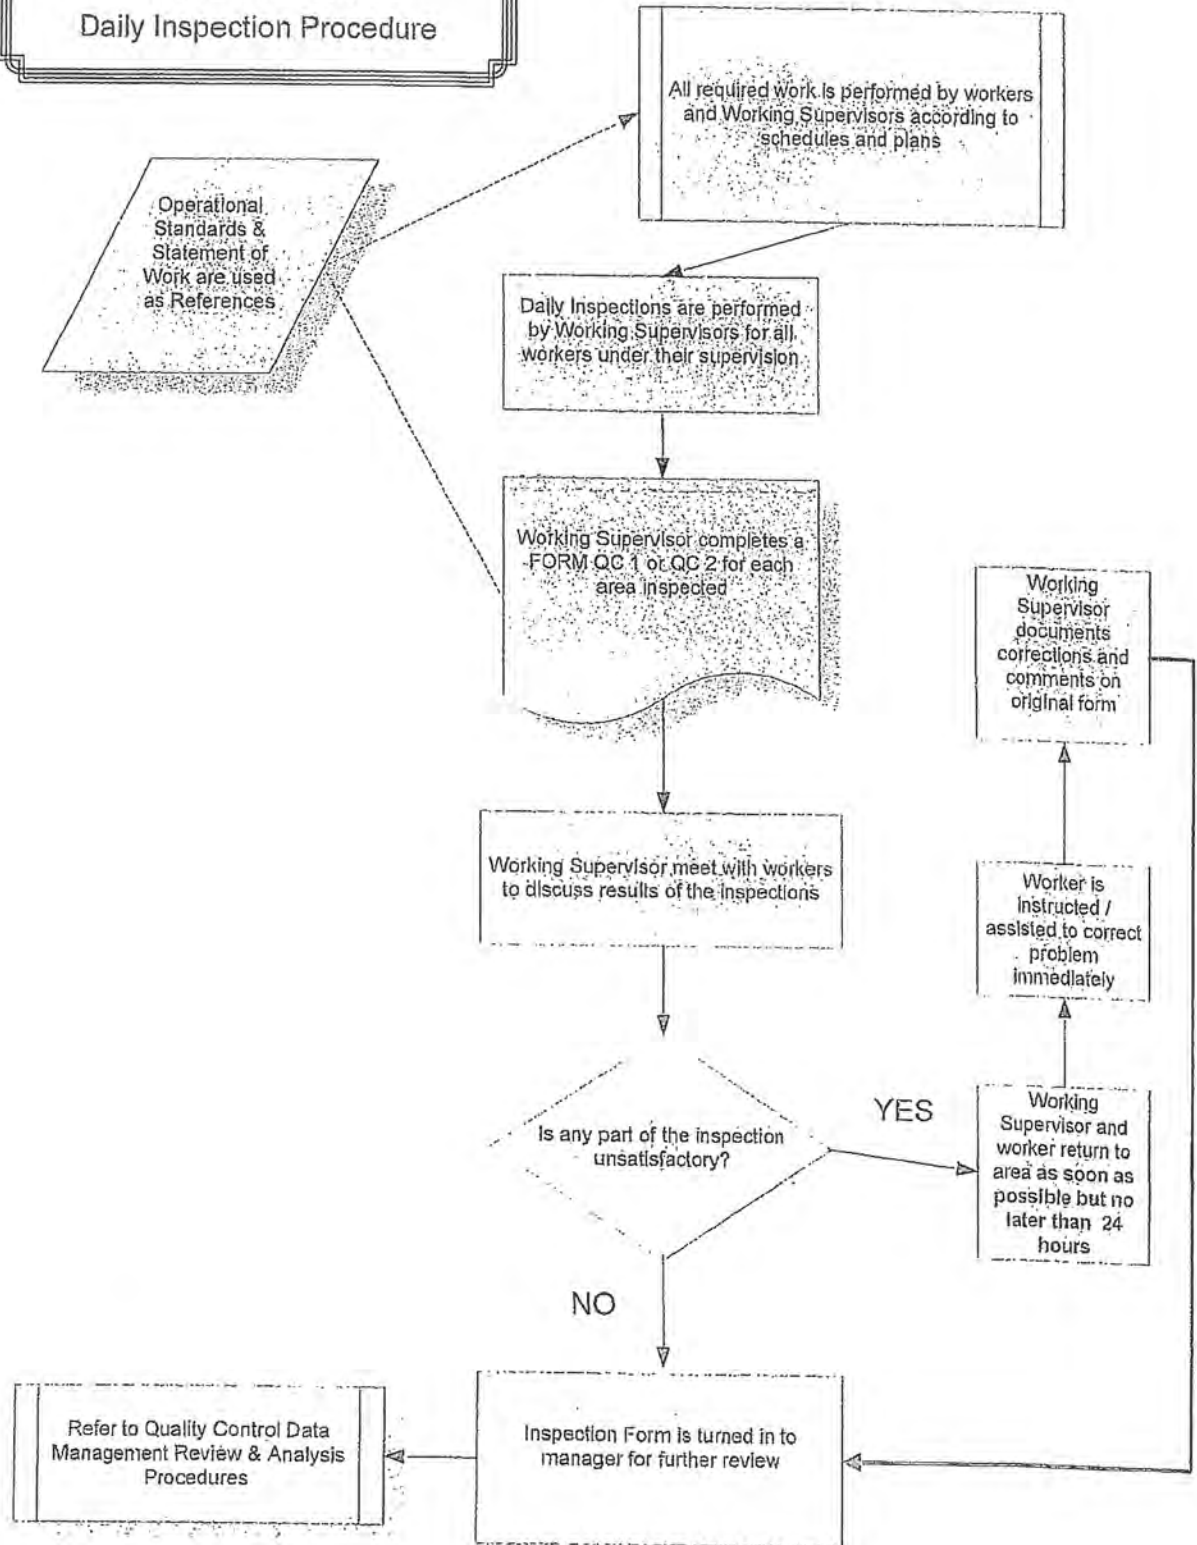 Daily Inspection Procedure
All required work is performed by workers
and Working Supervisors according to
schedules and plans
Operational
Standards &
Statement of
Work are used
as References
Daily Inspections are performed
by Working Supervisors for all
workers under their supervision
Working Supervisor completes a
FORM QC 1 or QC 2 for each
area inspected
Working Supervisor meet with workers
to discuss results of the inspections
Is any part of the inspection
unsatisfactory?
YES
Working
Supervisor and
worker return to
area as soon as
possible but no
later than 24
hours
Worker is
instructed /
assisted to correct
problem
immediately
Working
Supervisor
documents
corrections and
comments on
original form
NO
Inspection Form is turned in to
manager for further review
Refer to Quality Control Data
Management Review & Analysis
Procedures